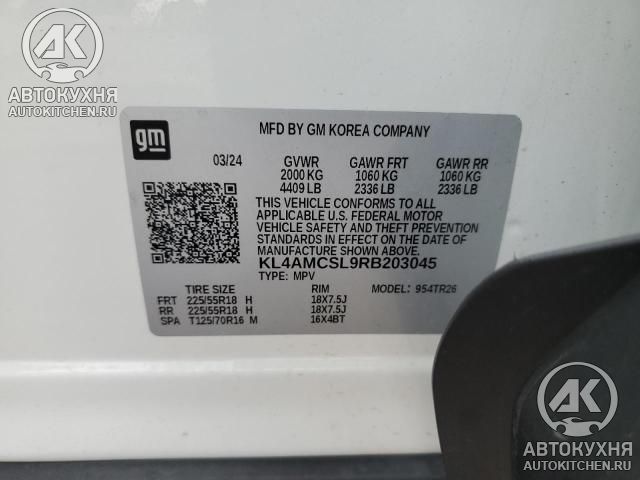 АВТОКУХНЯ
AUTOKITCHEN.RU
gm
MFD BY GM KOREA COMPANY
03/24 GVWR GAWR FRT GAWR RR
2000 KG 1060 KG 1060 KG
4409 LB 2336 LB 2336 LB
THIS VEHICLE CONFORMS TO ALL
APPLICABLE U.S. FEDERAL MOTOR
VEHICLE SAFETY AND THEFT PREVENTION
STANDARDS IN EFFECT ON THE DATE OF
MANUFACTURE SHOWN ABOVE.
KL4AMCSL9RB203045
TYPE: MPV
TIRE SIZE RIM MODEL: 954TR26
FRT 225/55R18 H 18X7.5J
RR 225/55R18 H 18X7.5J
SPA T125/70R16 M 16X4BT
АК
АВТОКУХНЯ
AUTOKITCHEN.RU